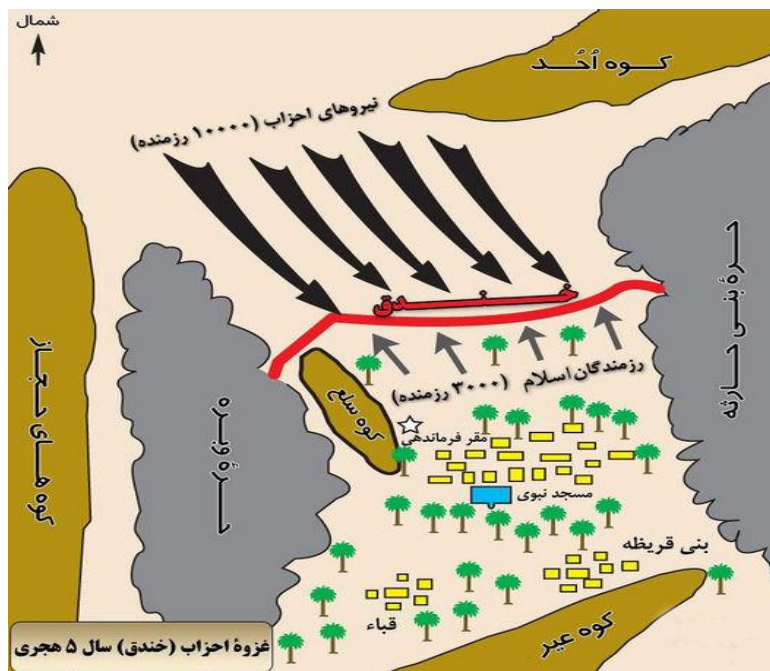 شمال
کوه اُحُد
نیروهای احزاب (۱۰۰۰۰ رزمنده)
خندق
حرهٔ بنی حارثه
رزمندگان اسلام (۳۰۰۰ رزمنده)
کوه سلع
مقر فرماندهی
حرهٔ وبره
کوه های حجاز
مسجد نبوی
بنی قریظه
قباء
کوه عیر
غزوهٔ احزاب (خندق) سال ۵ هجری